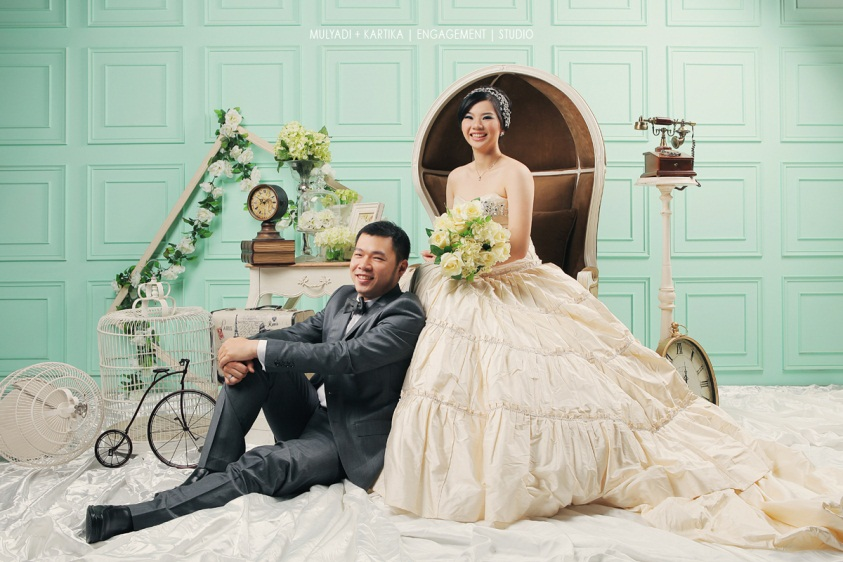 MULYADI + KARTIKA | ENGAGEMENT | STUDIO